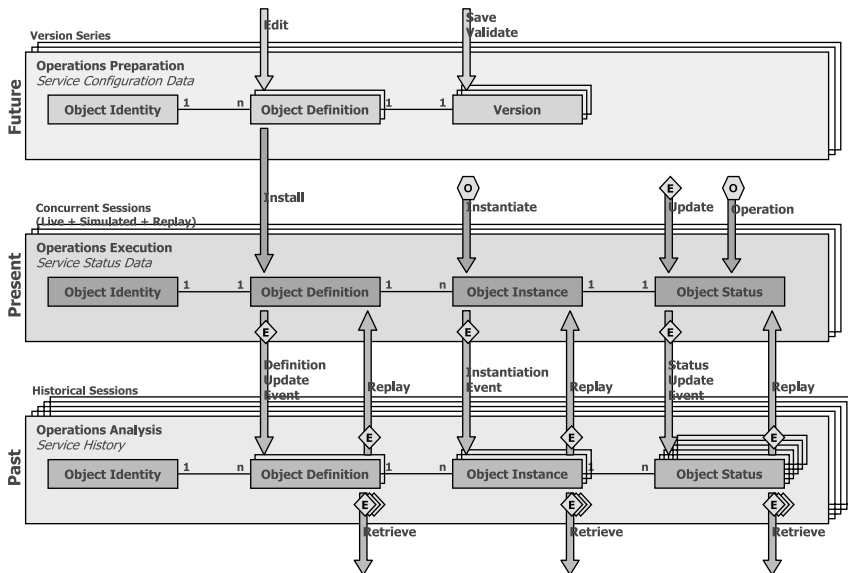 Edit
Save
Validate
Version Series
Future
Operations Preparation
Service Configuration Data
Object Identity
1
n
Object Definition
1
1
Version
Install
O
Instantiate
E
Update
O
Operation
Concurrent Sessions
(Live + Simulated + Replay)
Present
Operations Execution
Service Status Data
Object Identity
1
1
Object Definition
1
n
Object Instance
1
1
Object Status
E
E
E
Definition
Update
Event
Replay
Instantiation
Event
Replay
Status
Update
Event
Replay
Historical Sessions
Past
Operations Analysis
Service History
E
E
E
Object Identity
1
n
Object Definition
1
n
Object Instance
1
n
Object Status
E
E
E
Retrieve
Retrieve
Retrieve